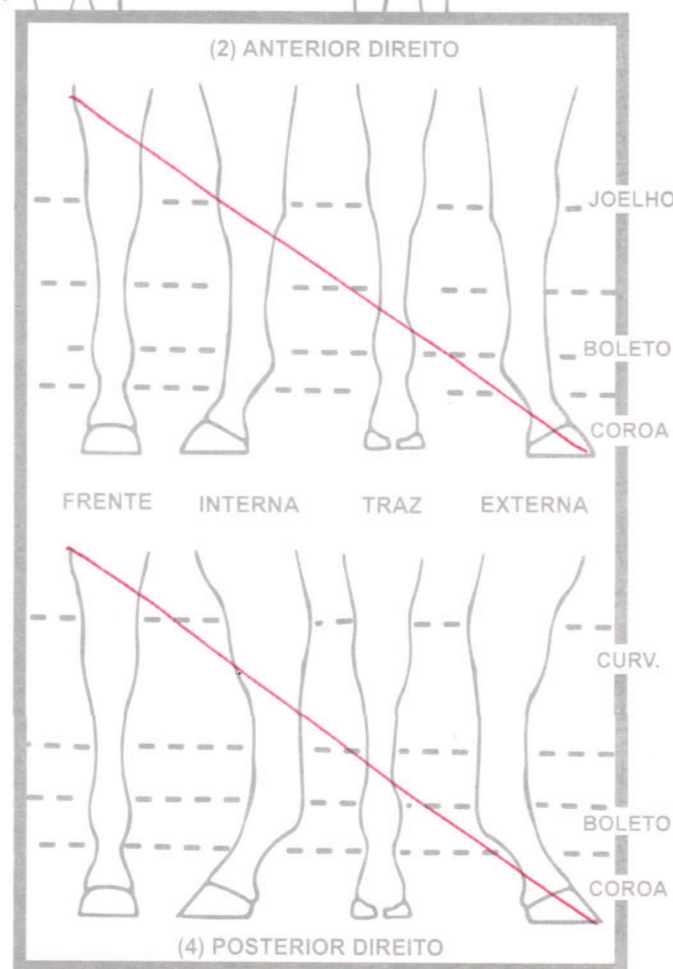 (2) ANTERIOR DIREITO
JOELHO
BOLETO
COROA
FRENTE INTERNA TRAZ EXTERNA
CURV.
BOLETO
COROA
(4) POSTERIOR DIREITO